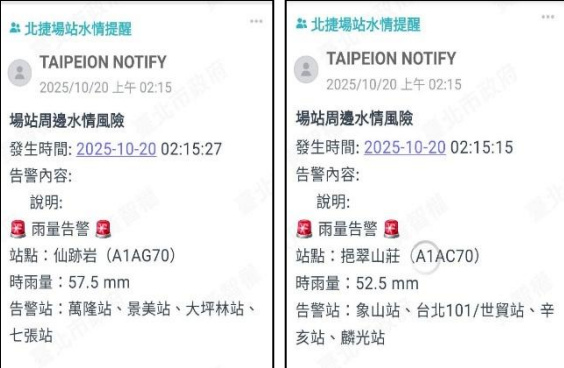 北捷場站水情提醒
TAIPEION NOTIFY
2025/10/20 上午 02:15
場站周邊水情風險
發生時間: 2025-10-20 02:15:27
告警內容:
說明:
🚨 雨量告警 🚨
站點：仙跡岩（A1AG70）
時雨量：57.5 mm
告警站：萬隆站、景美站、大坪林站、
七張站
北捷場站水情提醒
TAIPEION NOTIFY
2025/10/20 上午 02:15
場站周邊水情風險
發生時間: 2025-10-20 02:15:15
告警內容:
說明:
🚨 雨量告警 🚨
站點：挹翠山莊（A1AC70）
時雨量：52.5 mm
告警站：象山站、台北101/世貿站、辛
亥站、麟光站